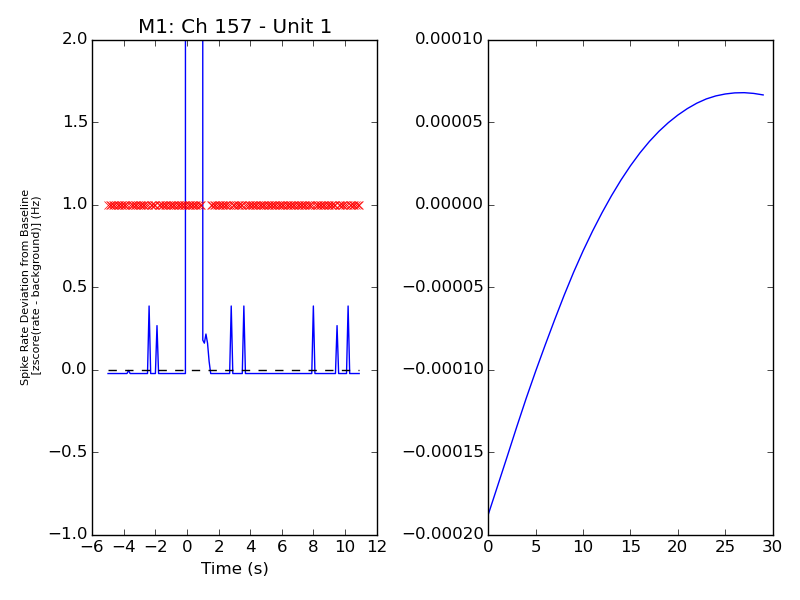 M1: Ch 157 - Unit 1
2.0
1.5
1.0
0.5
0.0
−0.5
−1.0
Spike Rate Deviation from Baseline
[zscore(rate - background)] (Hz)
−6 −4 −2 0 2 4 6 8 10 12
Time (s)
0.00010
0.00005
0.00000
−0.00005
−0.00010
−0.00015
−0.00020
0 5 10 15 20 25 30